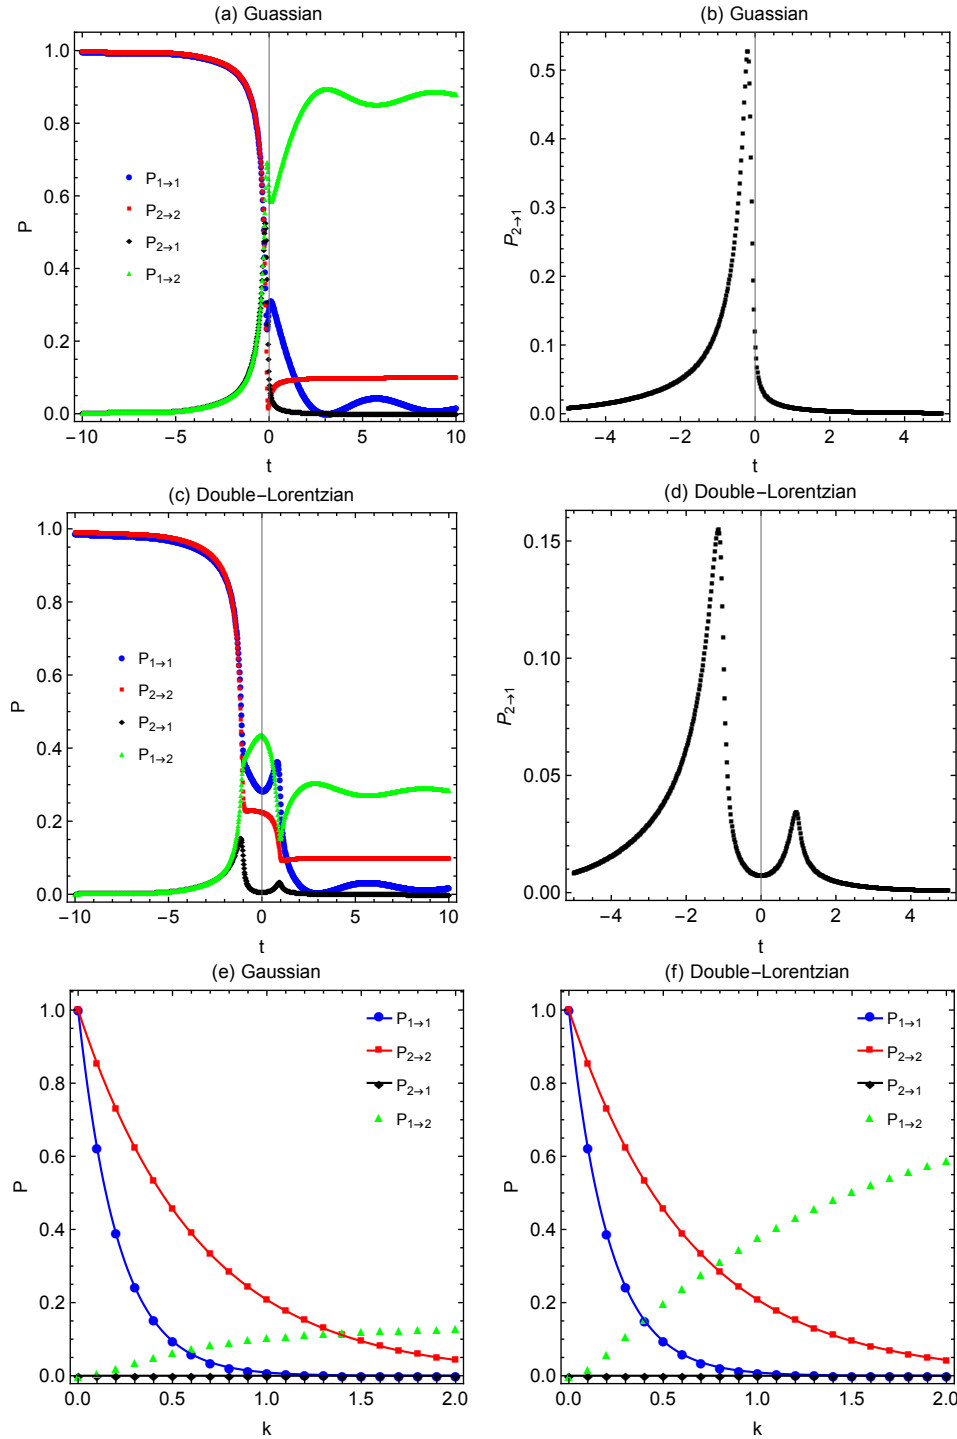 (a) Guassian
P
1.0
0.8
0.6
0.4
0.2
0.0
P1→1
P2→2
P2→1
P1→2
−10 −5 0 5 10
t
(b) Guassian
P2→1
0.5
0.4
0.3
0.2
0.1
0.0
−4 −2 0 2 4
t
(c) Double−Lorentzian
P
1.0
0.8
0.6
0.4
0.2
0.0
P1→1
P2→2
P2→1
P1→2
−10 −5 0 5 10
t
(d) Double−Lorentzian
P2→1
0.15
0.10
0.05
0.00
−4 −2 0 2 4
t
(e) Gaussian
P
1.0
0.8
0.6
0.4
0.2
0.0
P1→1
P2→2
P2→1
P1→2
0.0 0.5 1.0 1.5 2.0
k
(f) Double−Lorentzian
P
1.0
0.8
0.6
0.4
0.2
0.0
P1→1
P2→2
P2→1
P1→2
0.0 0.5 1.0 1.5 2.0
k